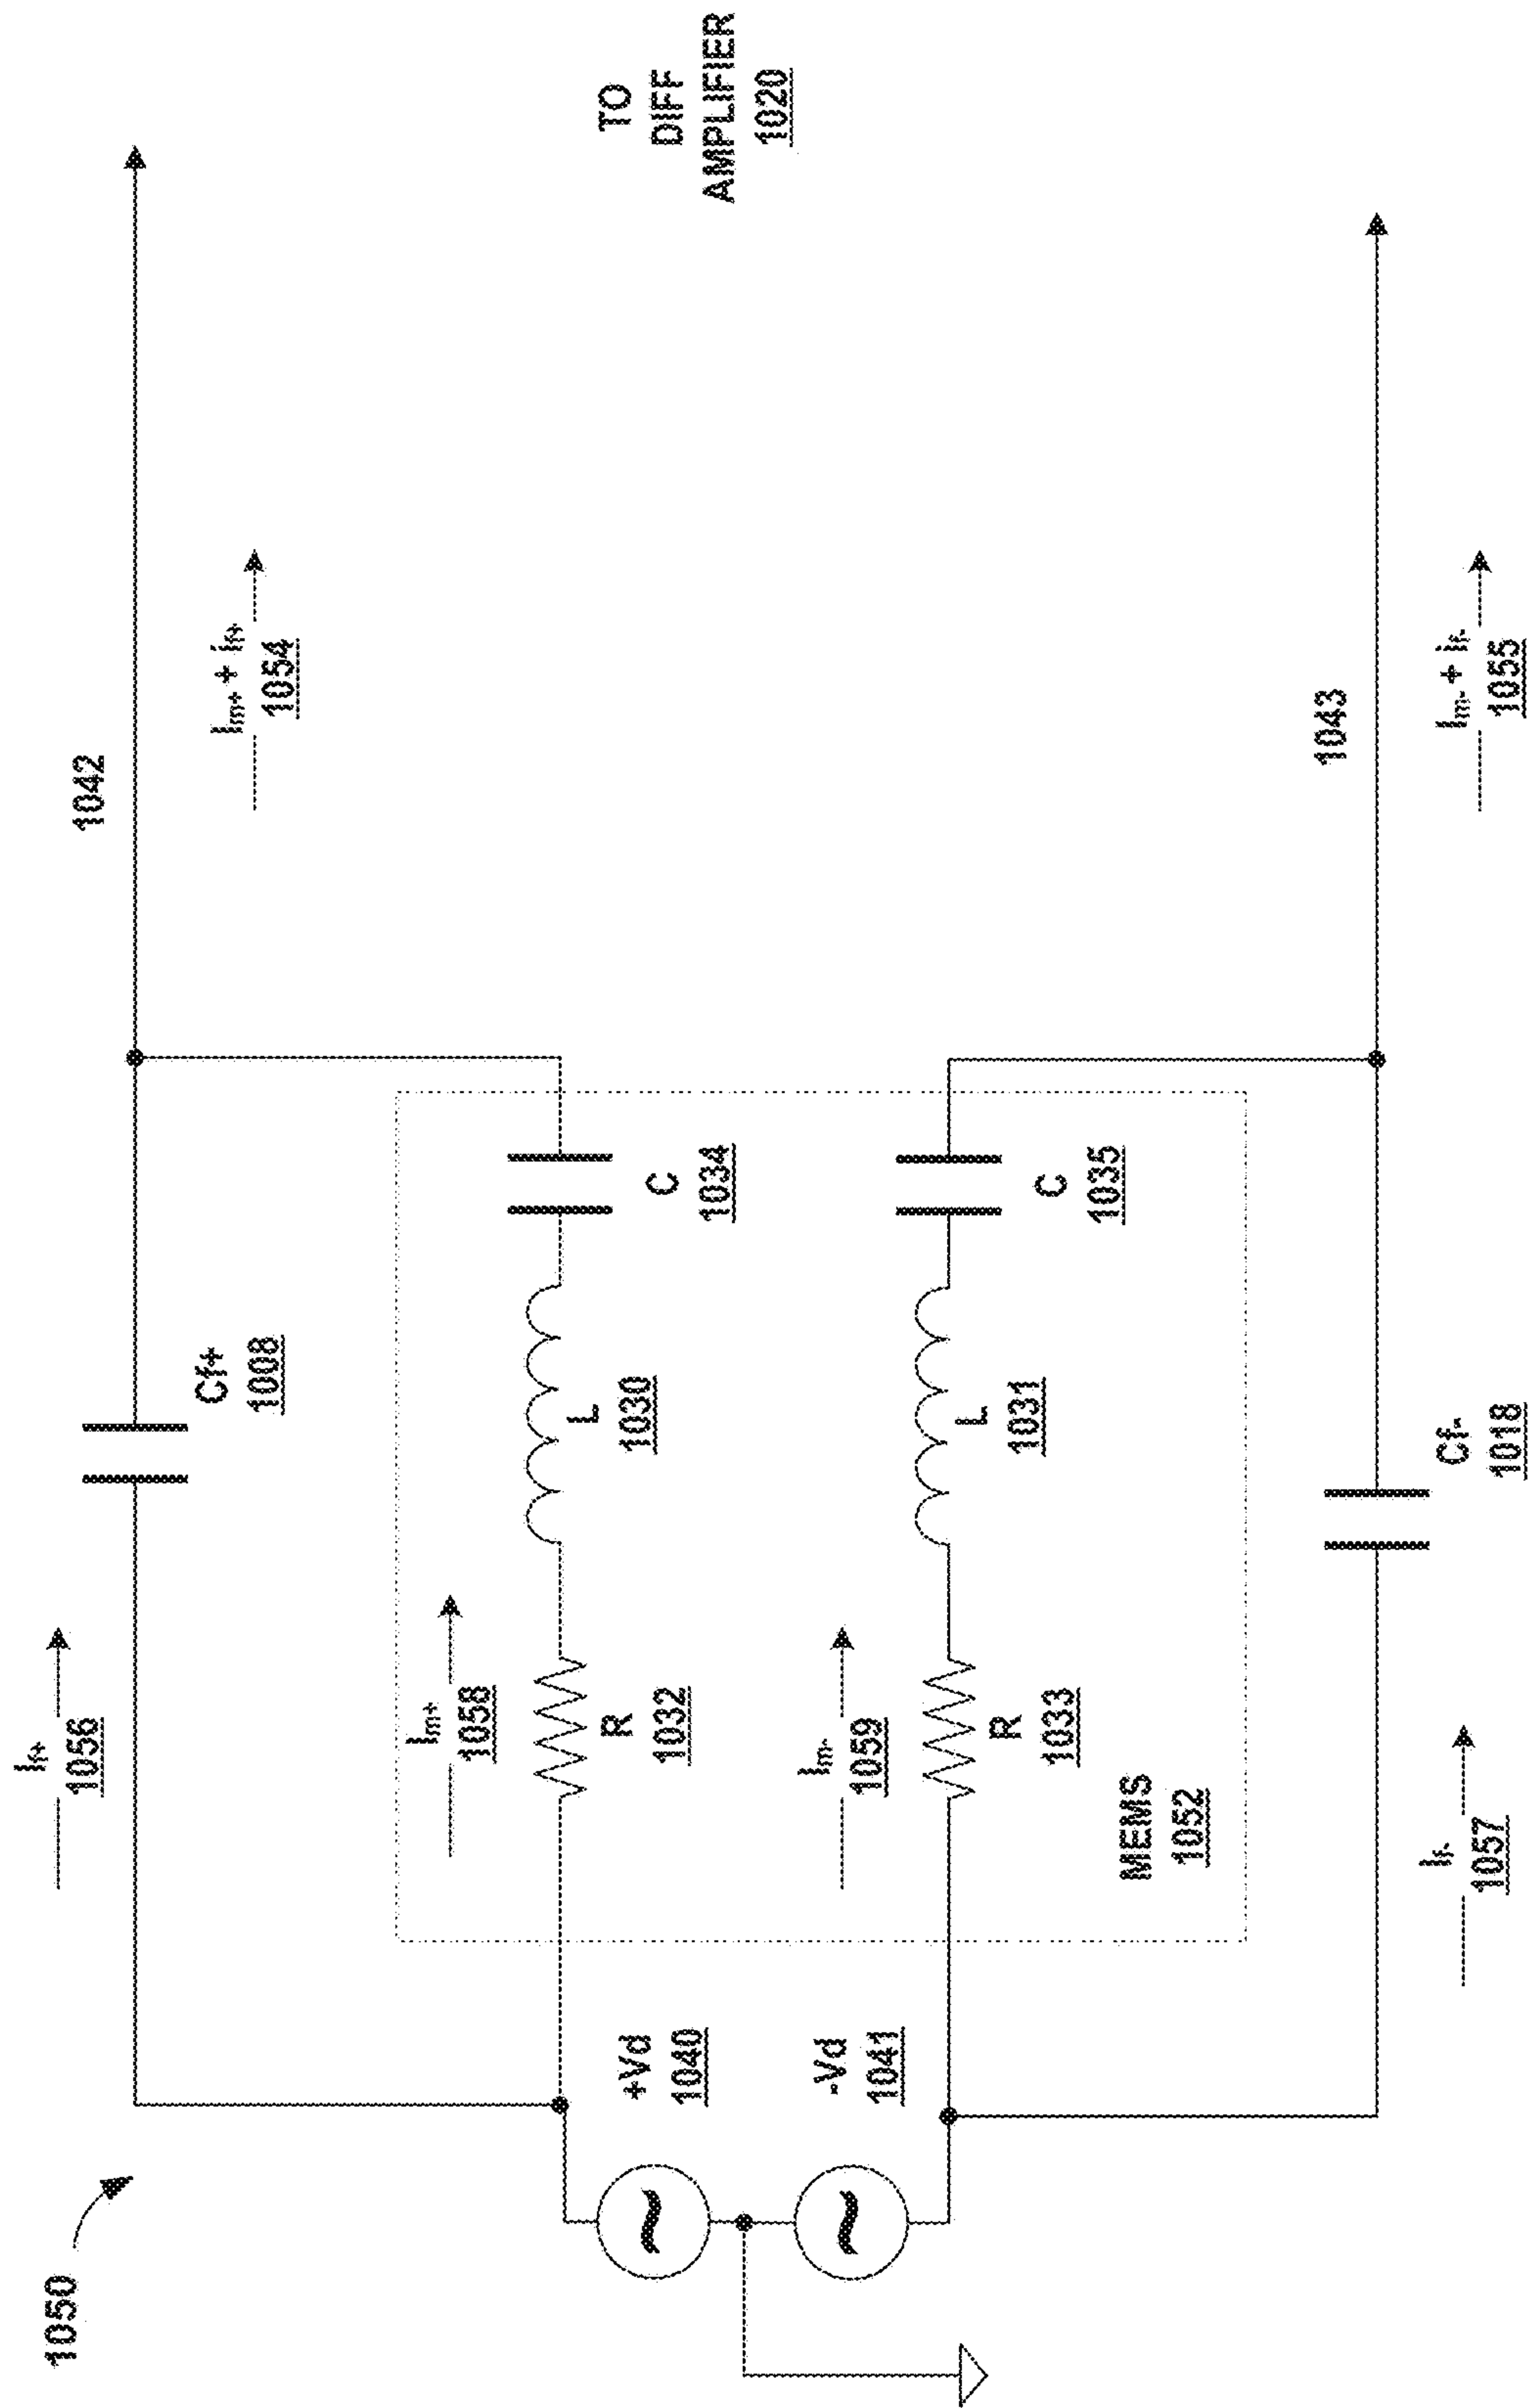 1050
If+
1056
Cf+
1008
1042
Im+ + if+
1054
Im+
1058
R
1032
L
1030
C
1034
+Vd
1040
-Vd
1041
Im-
1059
R
1033
L
1031
C
1035
MEMS
1052
TO
DIFF
AMPLIFIER
1020
If-
1057
Cf-
1018
1043
Im- + if-
1055